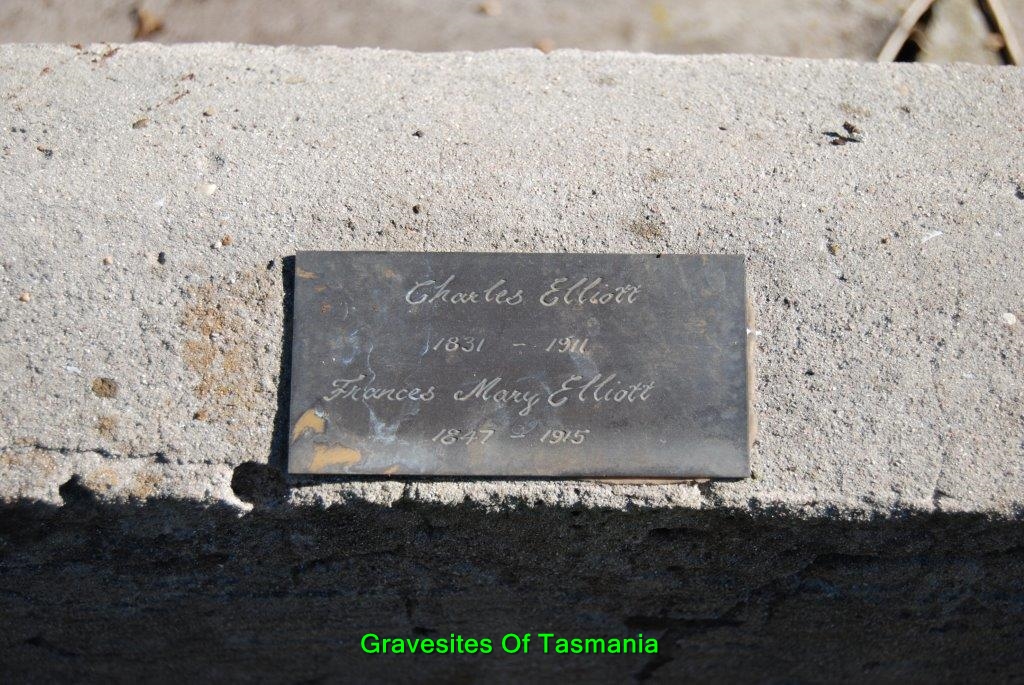 Charles Elliott
1831 - 1911
Frances Mary Elliott
1847 - 1915
Gravesites Of Tasmania